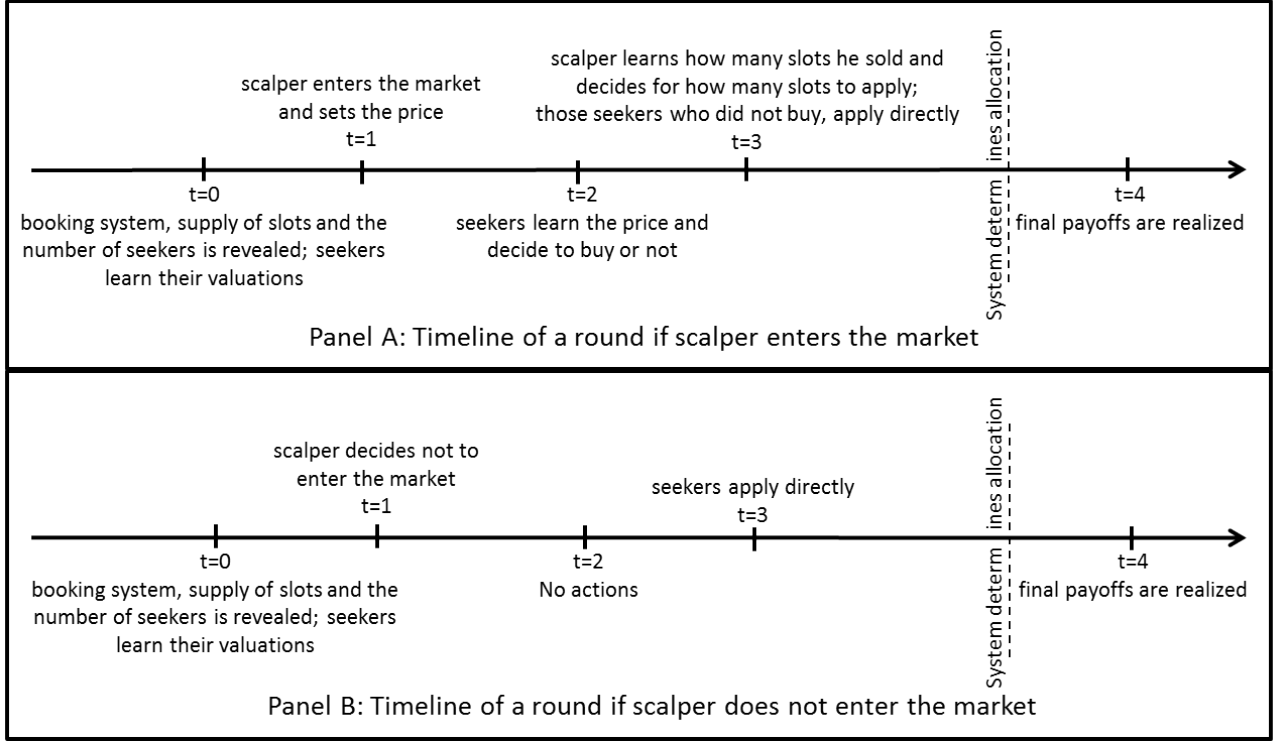 scalper enters the market
and sets the price
t=1
scalper learns how many slots he sold and
decides for how many slots to apply;
those seekers who did not buy, apply directly
t=3
t=0
booking system, supply of slots and the
number of seekers is revealed; seekers
learn their valuations
t=2
seekers learn the price and
decide to buy or not
System determ ines allocation
t=4
final payoffs are realized
Panel A: Timeline of a round if scalper enters the market
scalper decides not to
enter the market
t=1
seekers apply directly
t=3
t=0
booking system, supply of slots and the
number of seekers is revealed; seekers
learn their valuations
t=2
No actions
System determ ines allocation
t=4
final payoffs are realized
Panel B: Timeline of a round if scalper does not enter the market